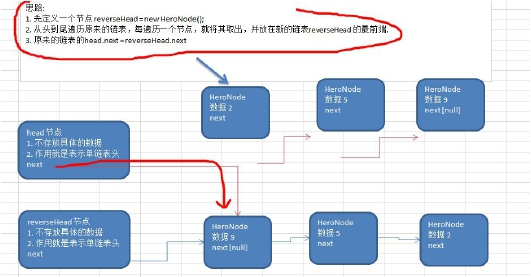 思路:
1. 先定义一个节点 reverseHead = new HeroNode();
2. 从头到尾遍历原来的链表，每遍历一个节点，就将其取出，并放在新的链表reverseHead 的最前端.
3. 原来的链表的head.next = reverseHead.next
HeroNode
数据 2
next
HeroNode
数据 5
next
HeroNode
数据 9
next [null]
head 节点
1. 不存放具体的数据
2. 作用就是表示单链表头
next
reverseHead 节点
1. 不存放具体的数据
2. 作用就是表示单链表头
next
HeroNode
数据 9
next [null]
HeroNode
数据 5
next
HeroNode
数据 2
next